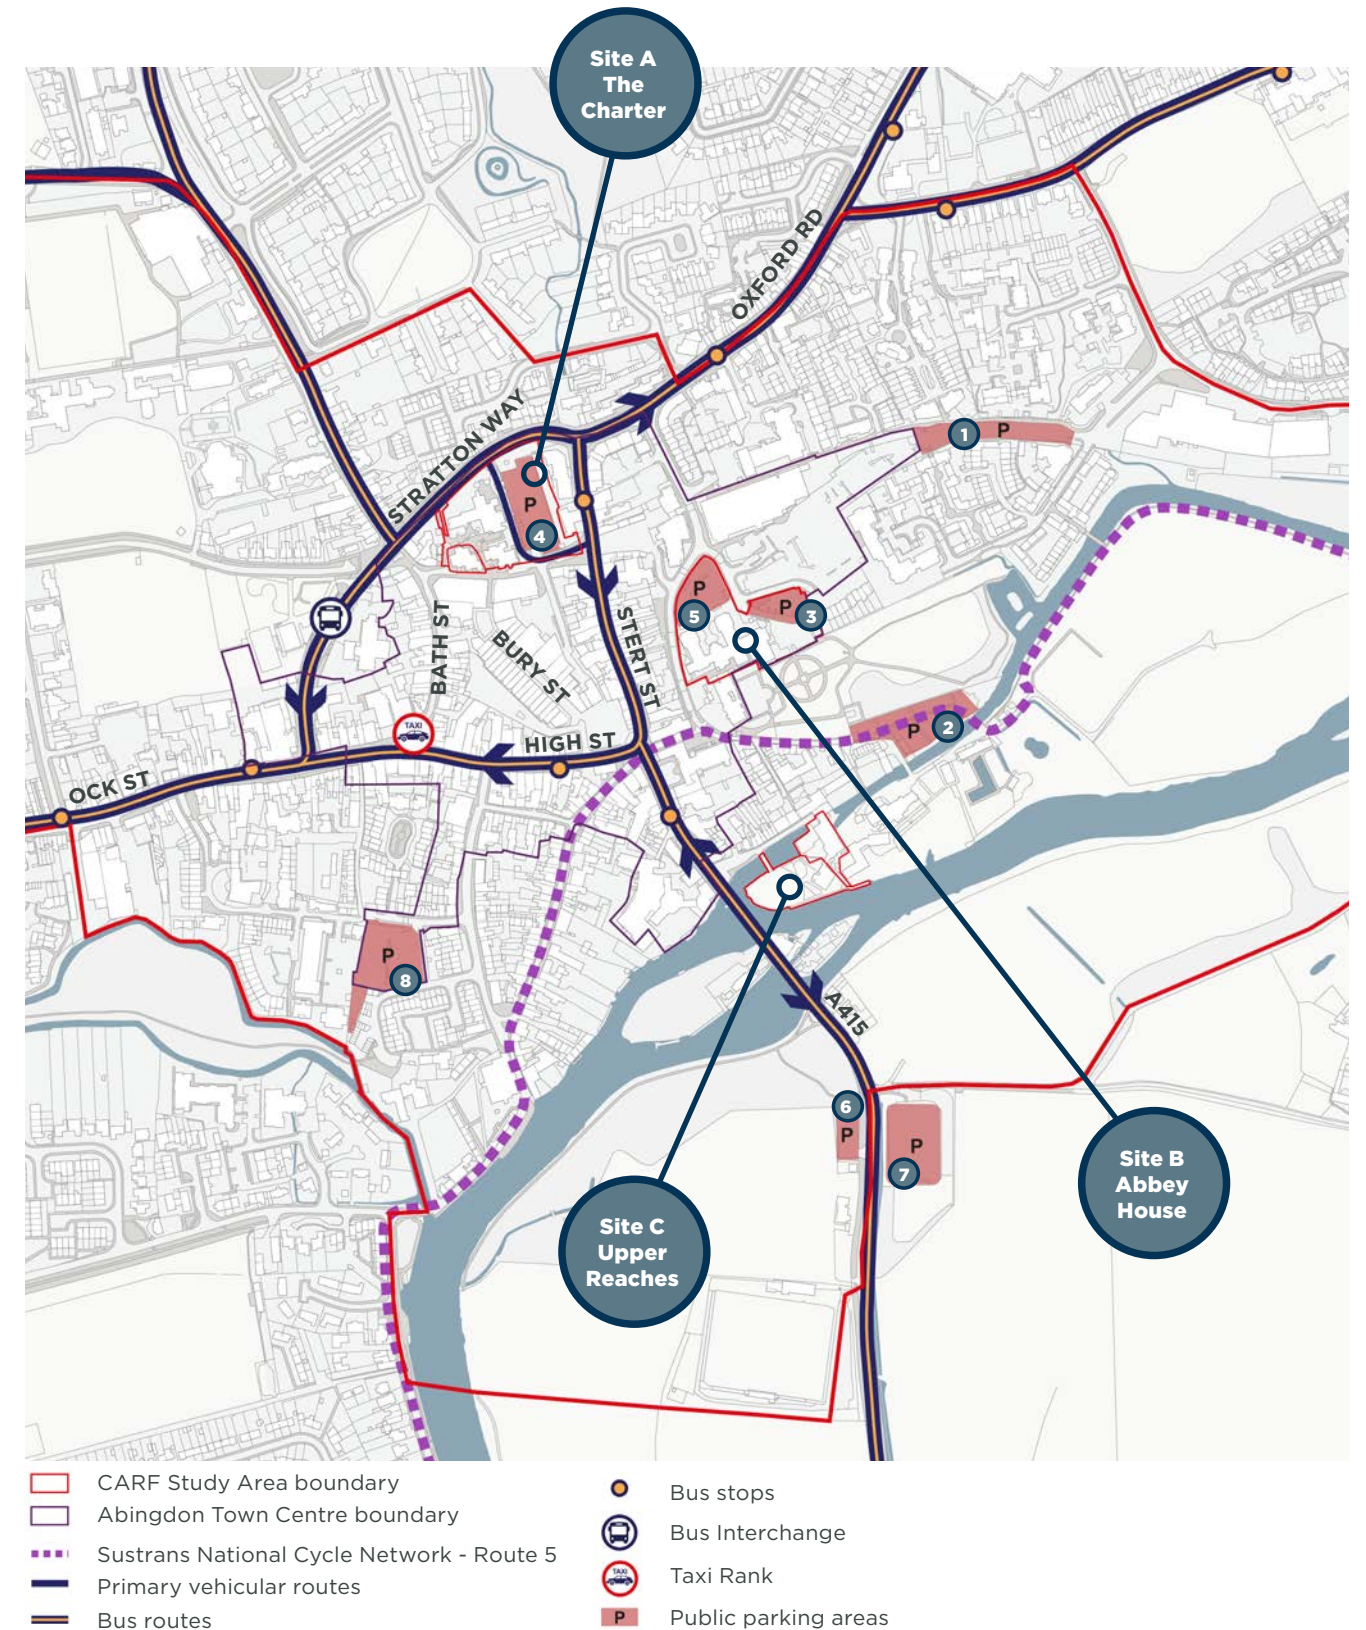 Site A
The
Charter
OXFORD RD
STRATTON WAY
1
P
P
4
P
5
P
3
BATH ST
BURY ST
STERT ST
TAXI
HIGH ST
P
2
OCK ST
P
8
A415
6
P
P
7
Site B
Abbey
House
Site C
Upper
Reaches
CARF Study Area boundary
Abingdon Town Centre boundary
Sustrans National Cycle Network - Route 5
Primary vehicular routes
Bus routes
Bus stops
Bus Interchange
TAXI
Taxi Rank
P
Public parking areas